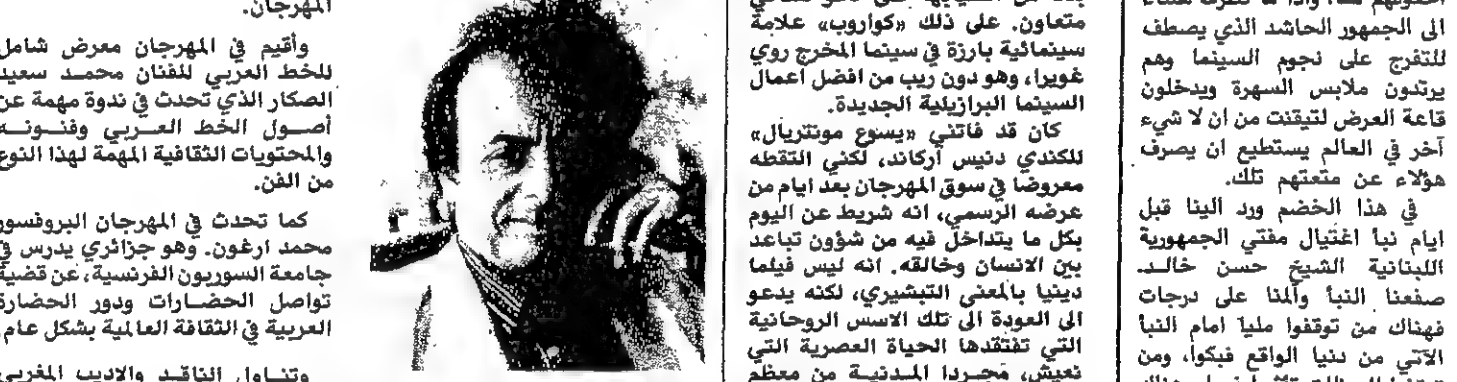 الى الجمهور الحاشد الذي يصطف
للتفرج على نجوم السينما وهم
يرتدون ملابس السهرة ويدخلون
قاعة العرض لتيقنت من ان لا شيء
آخر في العالم يستطيع ان يصرف
هؤلاء عن متعتهم تلك.
في هذا الخضم ورد الينا قبل
ايام نبأ اغتيال مفتي الجمهورية
اللبنانية الشيخ حسن خالد.
صفعنا النبأ وألمنا على درجات
فهناك من توقفوا مليا امام النبأ
الآتي من دنيا الواقع فبكوا، ومن
متعاون. على ذلك «كواروب» علامة
سينمائية بارزة في سينما المخرج روي
غويرا، وهو دون ريب من افضل اعمال
السينما البرازيلية الجديدة.
كان قد فاتني «يسوع مونتريال»
للكندي دنيس آركاند، لكني التقطه
معروضا في سوق المهرجان بعد ايام من
عرضه الرسمي، انه شريط عن اليوم
بكل ما يتداخل فيه من شؤون تباعد
بين الانسان وخالقه. انه ليس فيلما
دينيا بالمعنى التبشيري، لكنه يدعو
الى العودة الى تلك الاسس الروحانية
التي تفتقدها الحياة العصرية التي
نعيش، مجردا المدنية من معظم
المهرجان.
وأقيم في المهرجان معرض شامل
للخط العربي للفنان محمد سعيد
الصكار الذي تحدث في ندوة مهمة عن
أصول الخط العربي وفنونه
والمحتويات الثقافية المهمة لهذا النوع
من الفن.
كما تحدث في المهرجان البروفسور
محمد ارغون. وهو جزائري يدرس في
جامعة السوربون الفرنسية، عن قضية
تواصل الحضارات ودور الحضارة
العربية في الثقافة العالمية بشكل عام
وتناول الناقد والاديب المغربي